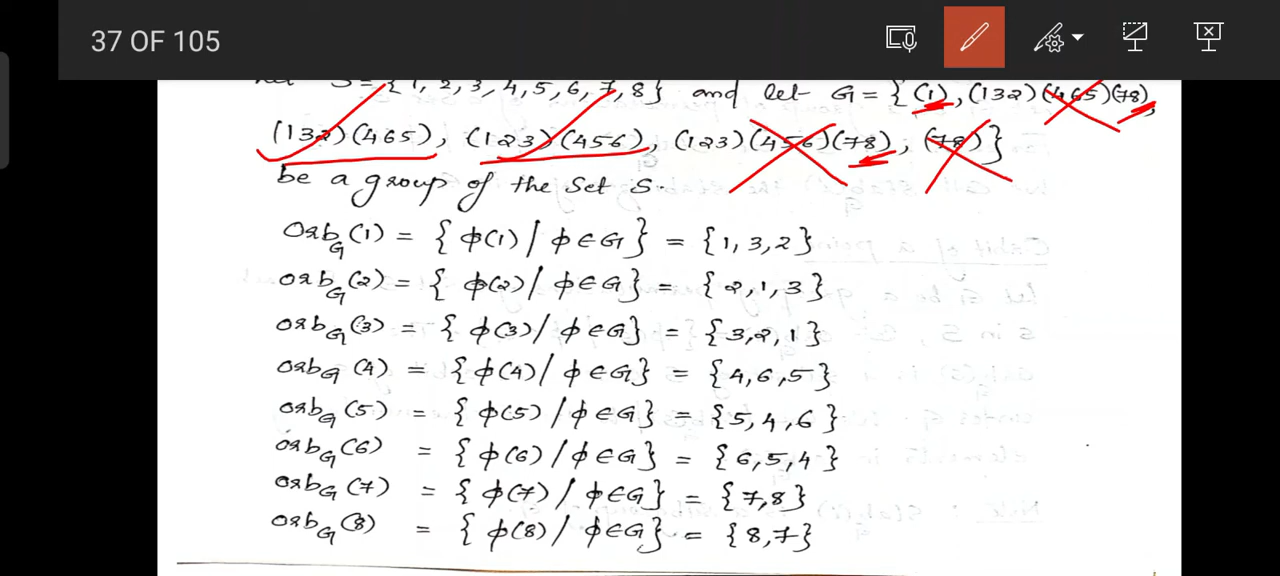 37 OF 105
Let S = { 1, 2, 3, 4, 5, 6, 7, 8 } and let G = { (1), (132)(465)(78),
(132)(465), (123)(456), (123)(456)(78), (78) }
be a group of the set S.
Orb_G(1) = { φ(1) / φ∈G } = { 1, 3, 2 }
orb_G(2) = { φ(2) / φ∈G } = { 2, 1, 3 }
orb_G(3) = { φ(3) / φ∈G } = { 3, 2, 1 }
orb_G(4) = { φ(4) / φ∈G } = { 4, 6, 5 }
orb_G(5) = { φ(5) / φ∈G } = { 5, 4, 6 }
orb_G(6) = { φ(6) / φ∈G } = { 6, 5, 4 }
orb_G(7) = { φ(7) / φ∈G } = { 7, 8 }
orb_G(8) = { φ(8) / φ∈G } = { 8, 7 }